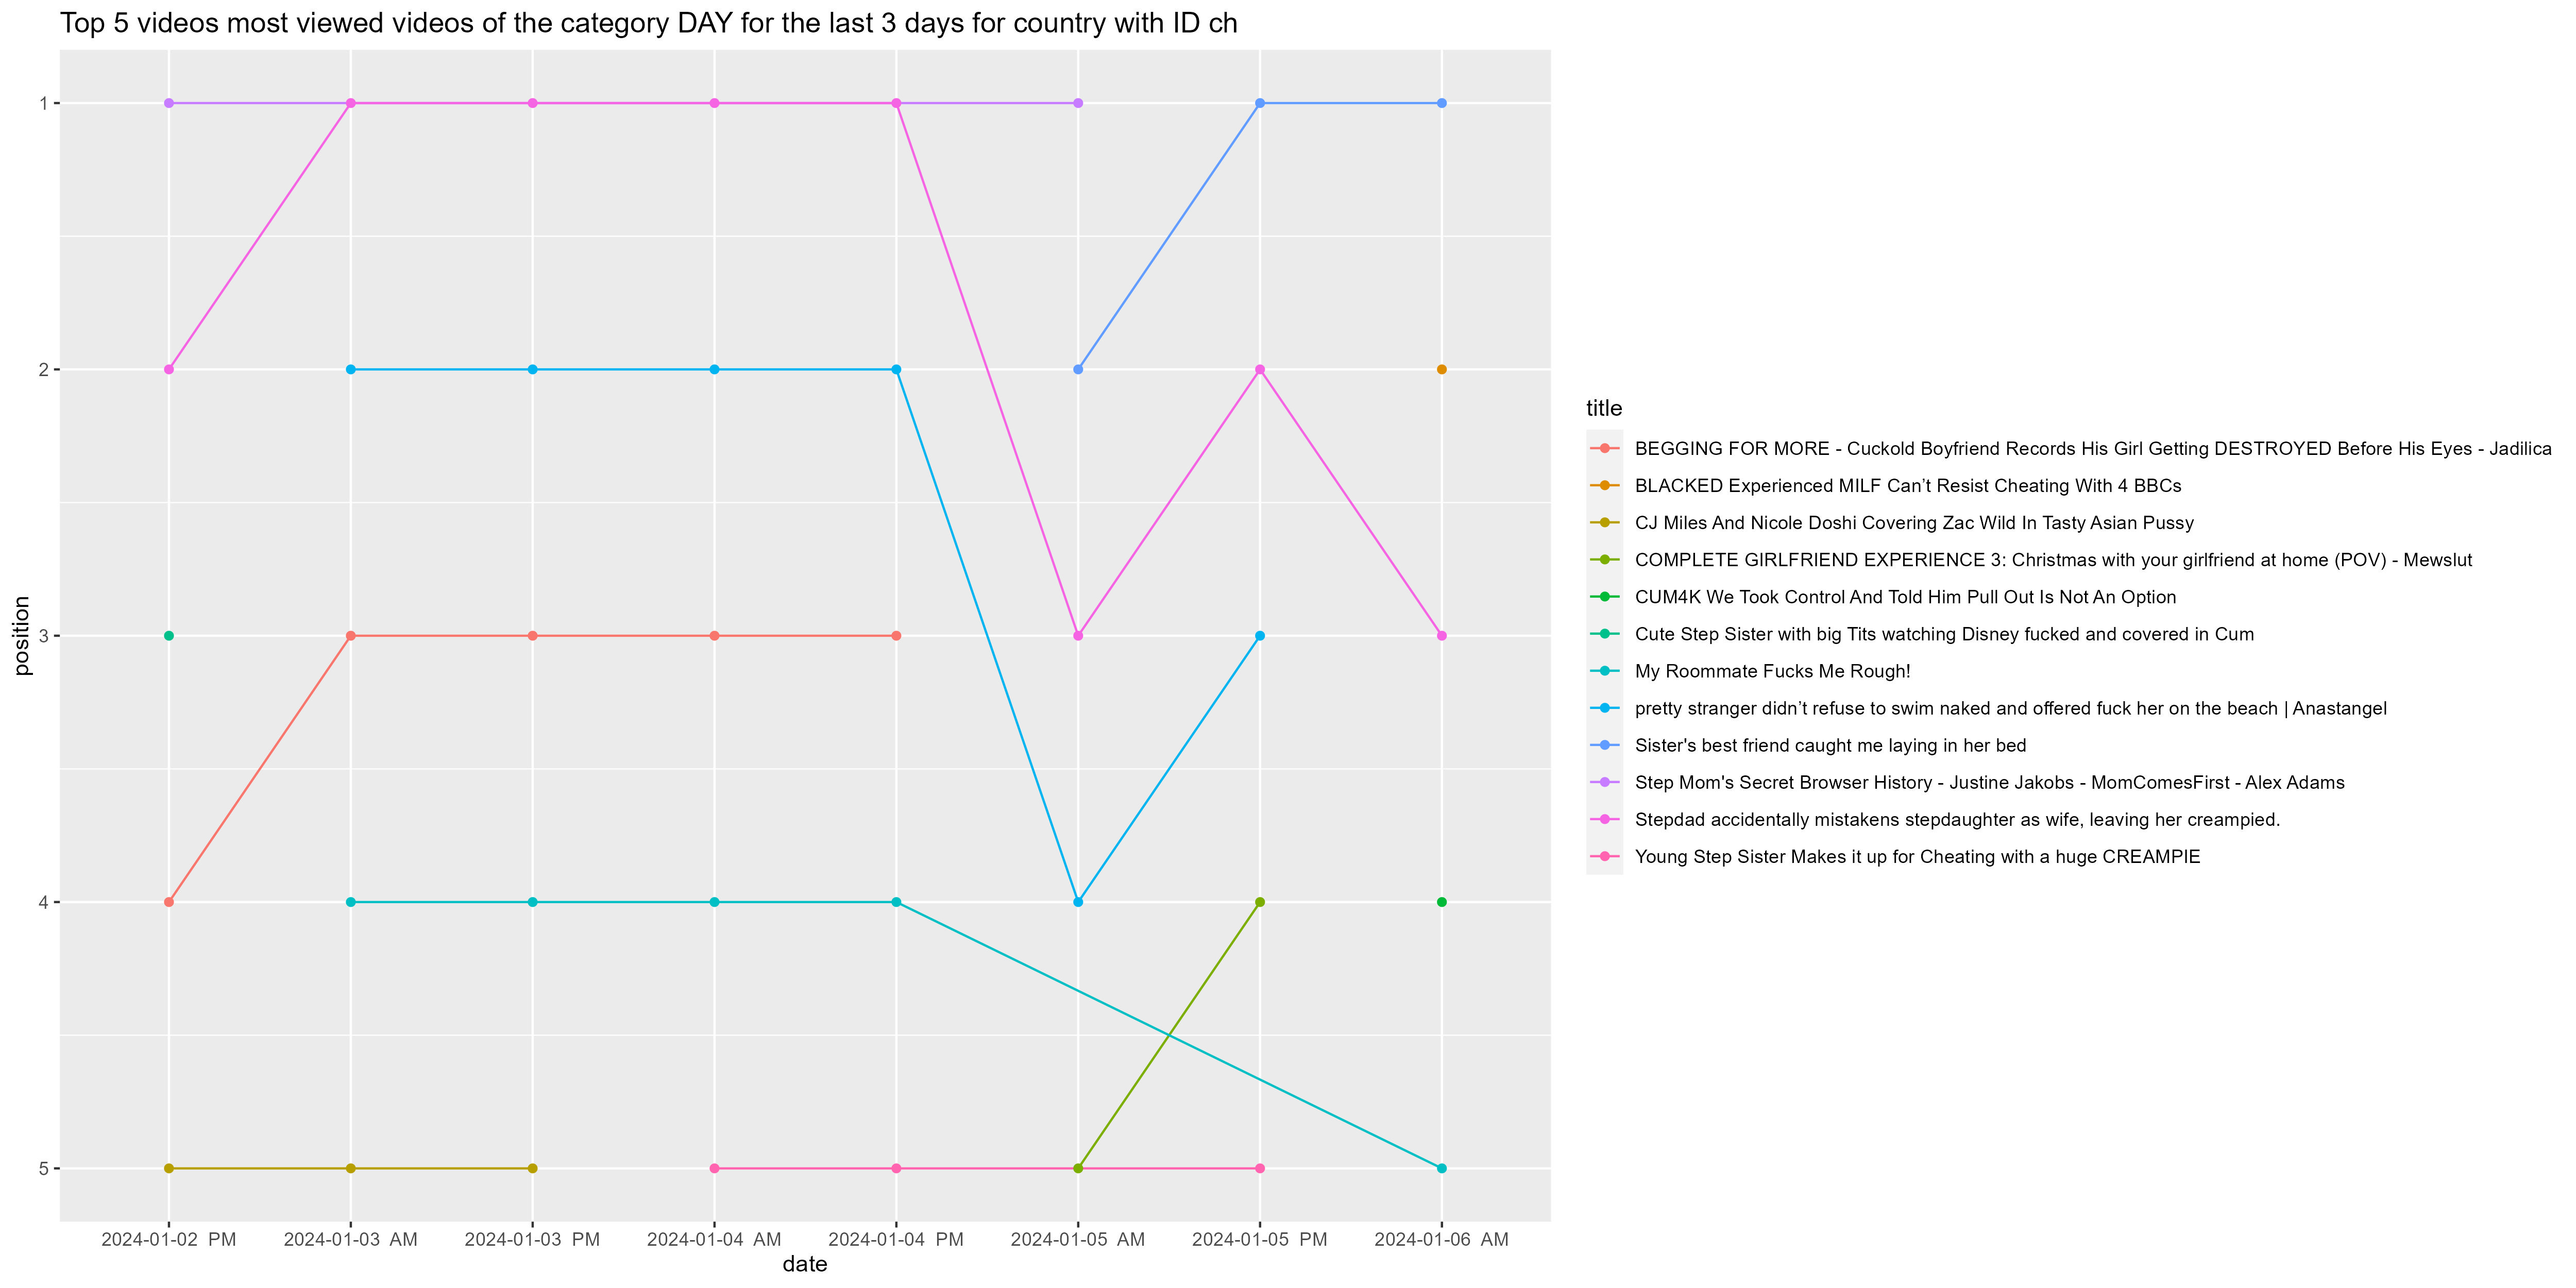 Top 5 videos most viewed videos of the category DAY for the last 3 days for country with ID ch
position
1
2
3
4
5
2024-01-02 PM
2024-01-03 AM
2024-01-03 PM
2024-01-04 AM
2024-01-04 PM
2024-01-05 AM
2024-01-05 PM
2024-01-06 AM
date
title
BEGGING FOR MORE - Cuckold Boyfriend Records His Girl Getting DESTROYED Before His Eyes - Jadilica
BLACKED Experienced MILF Can’t Resist Cheating With 4 BBCs
CJ Miles And Nicole Doshi Covering Zac Wild In Tasty Asian Pussy
COMPLETE GIRLFRIEND EXPERIENCE 3: Christmas with your girlfriend at home (POV) - Mewslut
CUM4K We Took Control And Told Him Pull Out Is Not An Option
Cute Step Sister with big Tits watching Disney fucked and covered in Cum
My Roommate Fucks Me Rough!
pretty stranger didn’t refuse to swim naked and offered fuck her on the beach | Anastangel
Sister's best friend caught me laying in her bed
Step Mom's Secret Browser History - Justine Jakobs - MomComesFirst - Alex Adams
Stepdad accidentally mistakens stepdaughter as wife, leaving her creampied.
Young Step Sister Makes it up for Cheating with a huge CREAMPIE